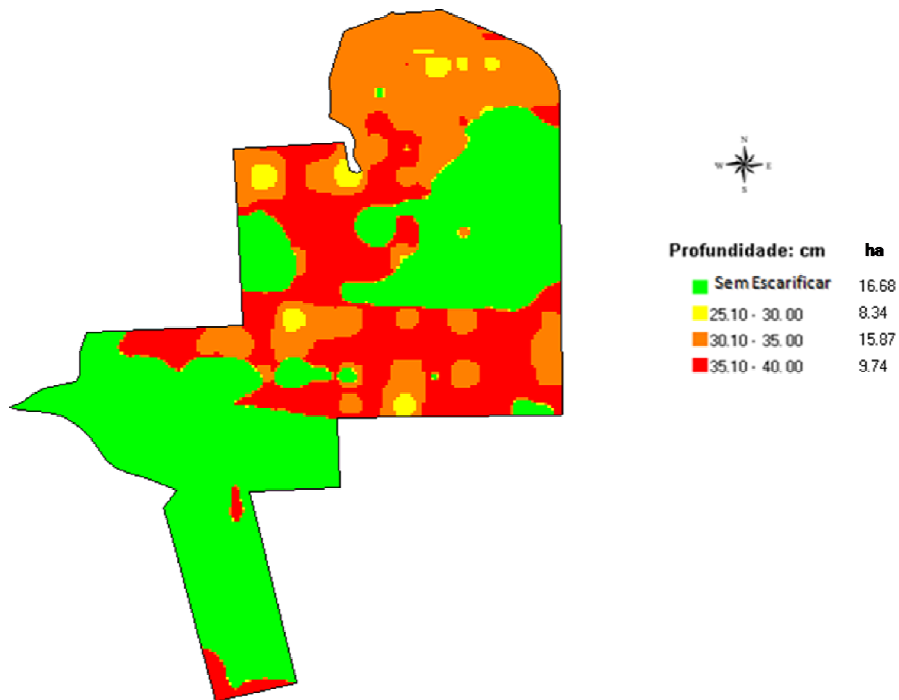 N
W E
S
Profundidade: cm ha
Sem Escarificar 16.68
25.10 - 30.00 8.34
30.10 - 35.00 15.87
35.10 - 40.00 9.74